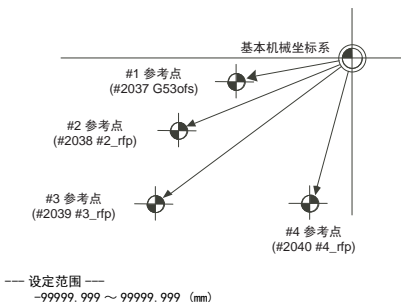 基本机械坐标系
#1 参考点
(#2037 G53ofs)
#2 参考点
(#2038 #2_rfp)
#3 参考点
(#2039 #3_rfp)
#4 参考点
(#2040 #4_rfp)
--- 设定范围 ---
-99999.999 ~ 99999.999 (mm)